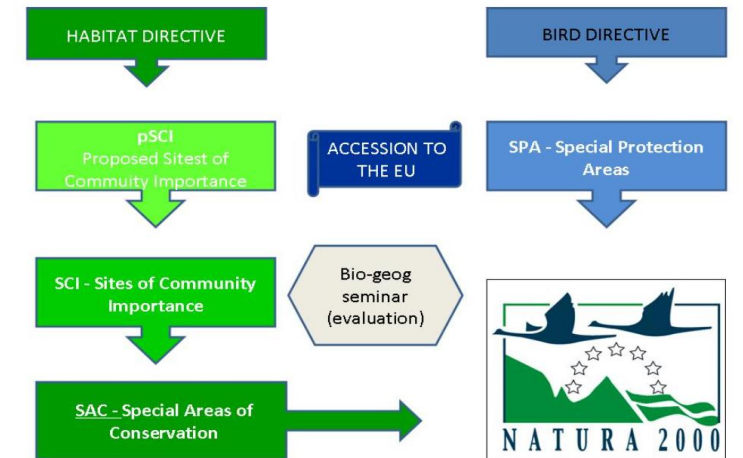 HABITAT DIRECTIVE
BIRD DIRECTIVE
pSCI
Proposed Sitest of
Commuity Importance
ACCESSION TO
THE EU
SPA - Special Protection
Areas
SCI - Sites of Community
Importance
Bio-geog
seminar
(evaluation)
SAC - Special Areas of
Conservation
NATURA 2000